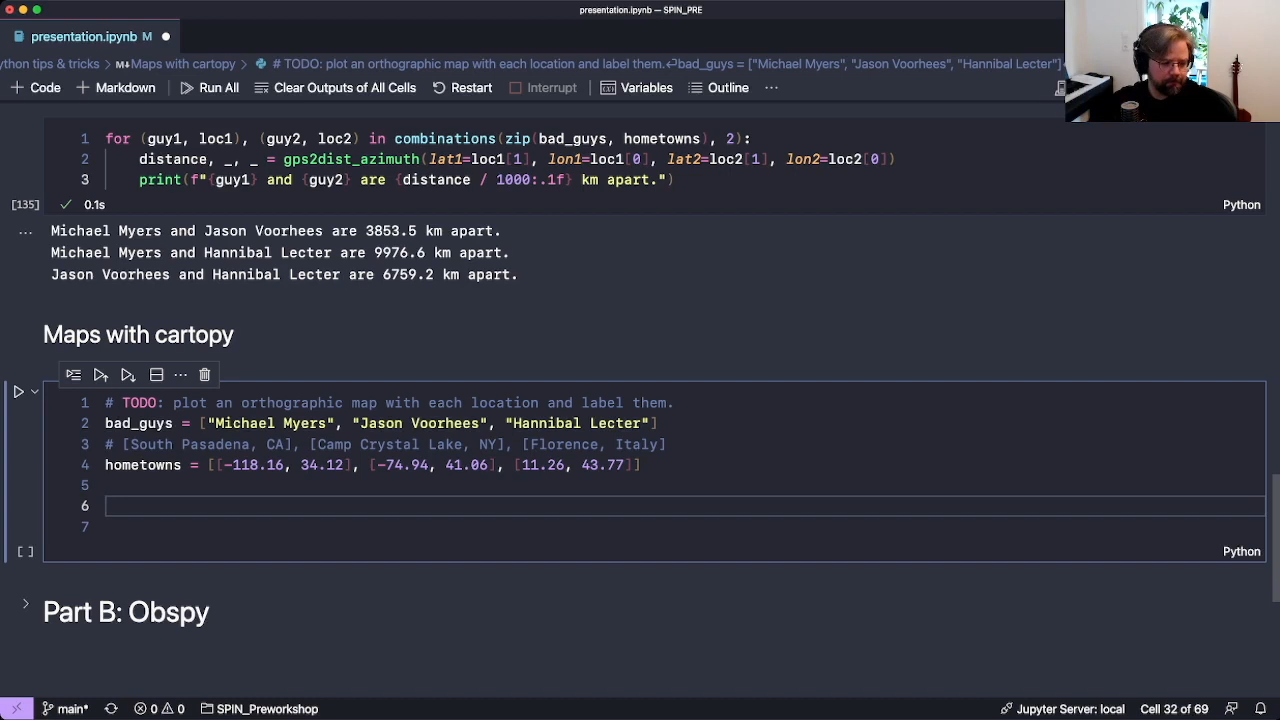 presentation.ipynb — SPIN_PRE
presentation.ipynb M
ython tips & tricks > M↓Maps with cartopy > # TODO: plot an orthographic map with each location and label them.↵bad_guys = ["Michael Myers", "Jason Voorhees", "Hannibal Lecter"]
+ Code + Markdown Run All Clear Outputs of All Cells Restart Interrupt Variables Outline ...
1 for (guy1, loc1), (guy2, loc2) in combinations(zip(bad_guys, hometowns), 2):
2 distance, _, _ = gps2dist_azimuth(lat1=loc1[1], lon1=loc1[0], lat2=loc2[1], lon2=loc2[0])
3 print(f"{guy1} and {guy2} are {distance / 1000:.1f} km apart.")
[135] 0.1s Python
Michael Myers and Jason Voorhees are 3853.5 km apart.
Michael Myers and Hannibal Lecter are 9976.6 km apart.
Jason Voorhees and Hannibal Lecter are 6759.2 km apart.
Maps with cartopy
1 # TODO: plot an orthographic map with each location and label them.
2 bad_guys = ["Michael Myers", "Jason Voorhees", "Hannibal Lecter"]
3 # [South Pasadena, CA], [Camp Crystal Lake, NY], [Florence, Italy]
4 hometowns = [[-118.16, 34.12], [-74.94, 41.06], [11.26, 43.77]]
5
6
7
[ ] Python
Part B: Obspy
main* 0 0 SPIN_Preworkshop Jupyter Server: local Cell 32 of 69